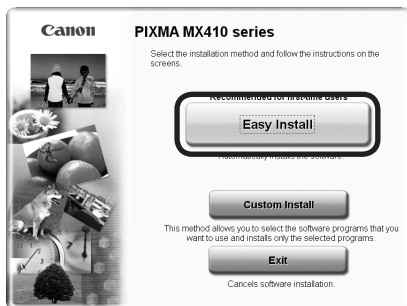 Canon
PIXMA MX410 series
Select the installation method and follow the instructions on the
screens.
Recommended for first-time users
Easy Install
Automatically installs the software.
Custom Install
This method allows you to select the software programs that you
want to use and installs only the selected programs.
Exit
Cancels software installation.